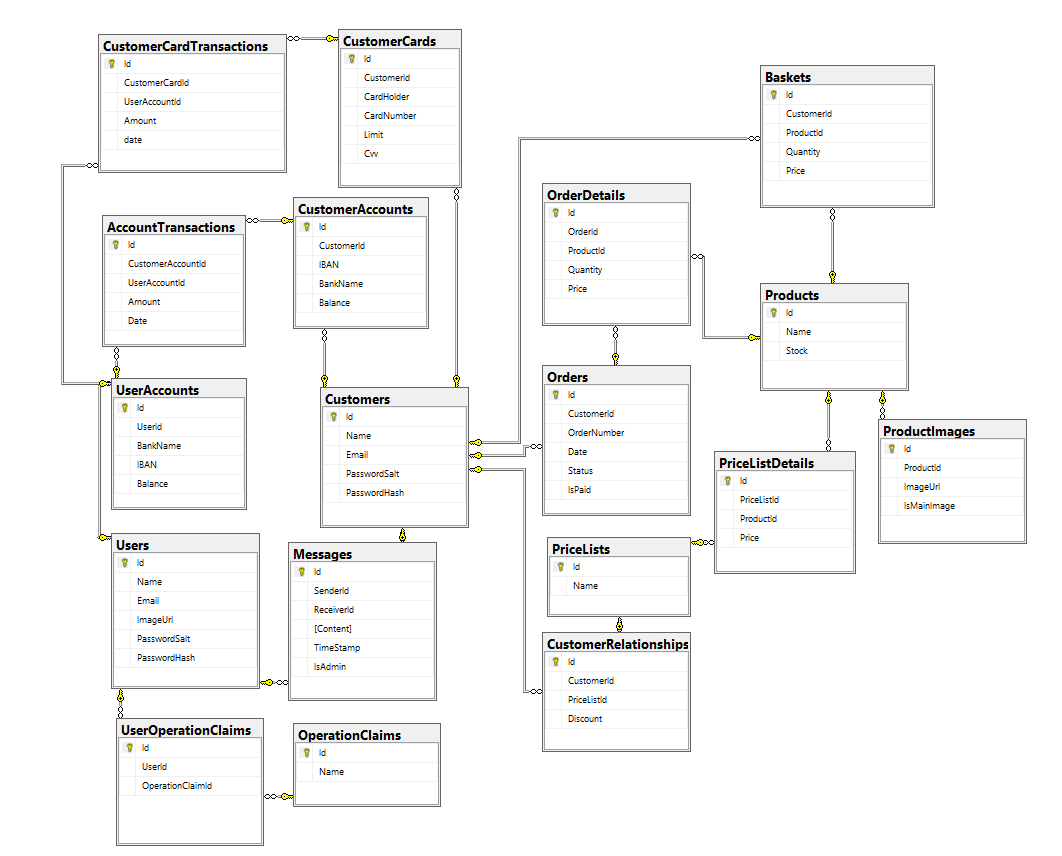 CustomerCardTransactions
Id
CustomerCardId
UserAccountId
Amount
date
CustomerCards
Id
CustomerId
CardHolder
CardNumber
Limit
Cvv
Baskets
Id
CustomerId
ProductId
Quantity
Price
OrderDetails
Id
OrderId
ProductId
Quantity
Price
CustomerAccounts
Id
CustomerId
IBAN
BankName
Balance
AccountTransactions
Id
CustomerAccountId
UserAccountId
Amount
Date
Products
Id
Name
Stock
Orders
Id
CustomerId
OrderNumber
Date
Status
IsPaid
UserAccounts
Id
UserId
BankName
IBAN
Balance
Customers
Id
Name
Email
PasswordSalt
PasswordHash
ProductImages
Id
ProductId
ImageUrl
IsMainImage
PriceListDetails
Id
PriceListId
ProductId
Price
Users
Id
Name
Email
ImageUrl
PasswordSalt
PasswordHash
Messages
Id
SenderId
ReceiverId
[Content]
TimeStamp
IsAdmin
PriceLists
Id
Name
CustomerRelationships
Id
CustomerId
PriceListId
Discount
UserOperationClaims
Id
UserId
OperationClaimId
OperationClaims
Id
Name